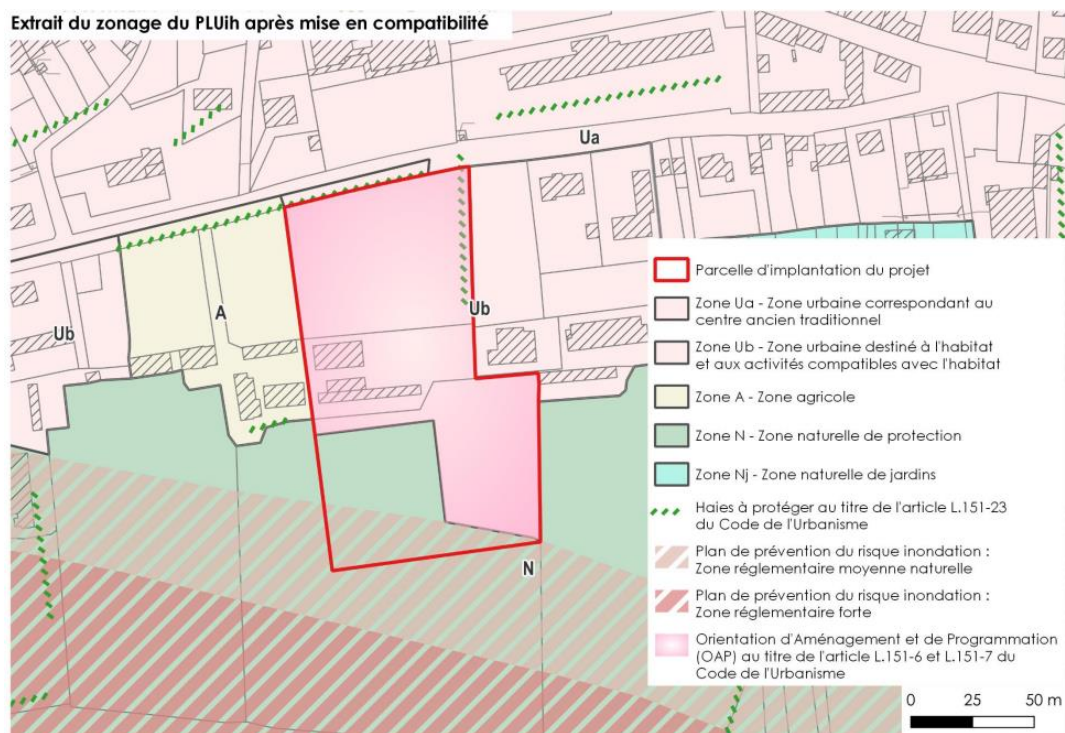 Extrait du zonage du PLUih après mise en compatibilité
Ua
A
Ub
Ub
N
Parcelle d'implantation du projet
Zone Ua - Zone urbaine correspondant au
centre ancien traditionnel
Zone Ub - Zone urbaine destiné à l'habitat
et aux activités compatibles avec l'habitat
Zone A - Zone agricole
Zone N - Zone naturelle de protection
Zone Nj - Zone naturelle de jardins
Haies à protéger au titre de l'article L.151-23
du Code de l'Urbanisme
Plan de prévention du risque inondation :
Zone réglementaire moyenne naturelle
Plan de prévention du risque inondation :
Zone réglementaire forte
Orientation d'Aménagement et de Programmation
(OAP) au titre de l'article L.151-6 et L.151-7 du
Code de l'Urbanisme
0 25 50 m